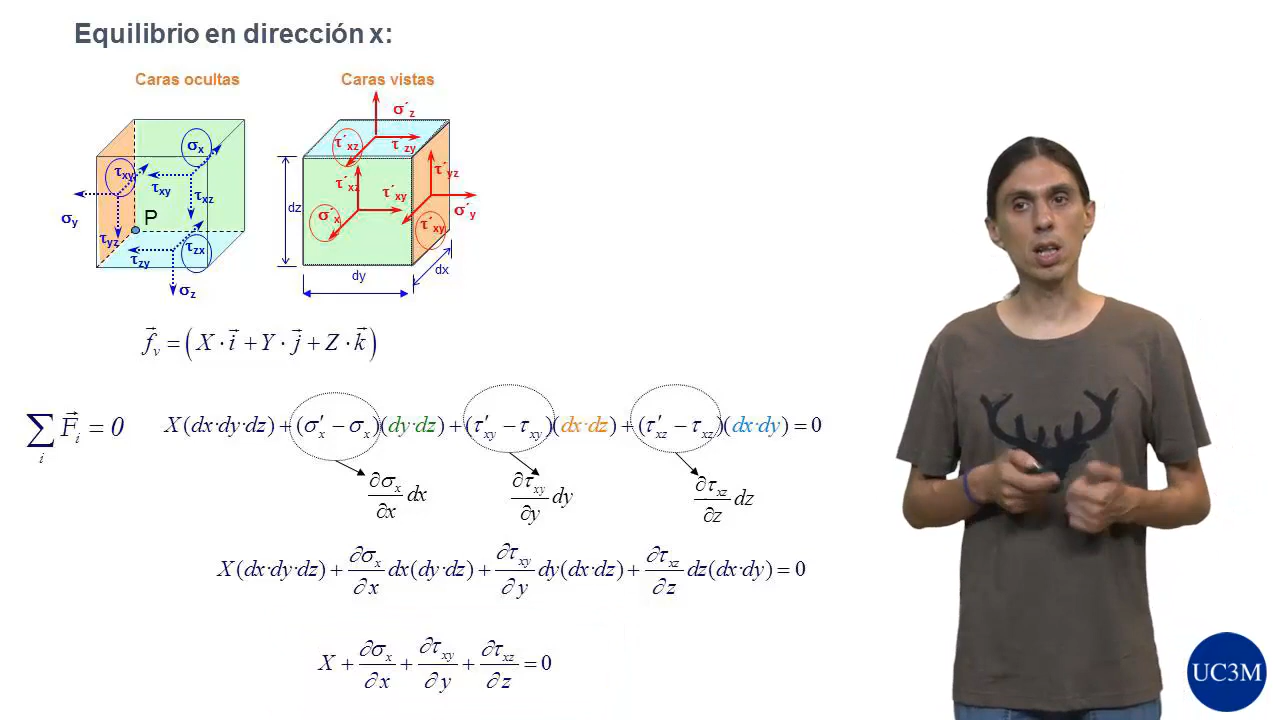 Equilibrio en dirección x:
Caras ocultas
Caras vistas
σx
τxy
τxy
τxz
σy
P
τyz
τzy
τzx
σz
σ´z
τ´xz
τ´zy
τ´yz
τ´xz
τ´xy
σ´x
σ´y
τ´xy
dz
dy
dx
f⃗v = (X · i⃗ + Y · j⃗ + Z · k⃗)
∑i F⃗i = 0
X(dx·dy·dz) + (σ′x − σx)(dy·dz) + (τ′xy − τxy)(dx·dz) + (τ′xz − τxz)(dx·dy) = 0
∂σx/∂x dx
∂τxy/∂y dy
∂τxz/∂z dz
X(dx·dy·dz) + ∂σx/∂x dx(dy·dz) + ∂τxy/∂y dy(dx·dz) + ∂τxz/∂z dz(dx·dy) = 0
X + ∂σx/∂x + ∂τxy/∂y + ∂τxz/∂z = 0
UC3M